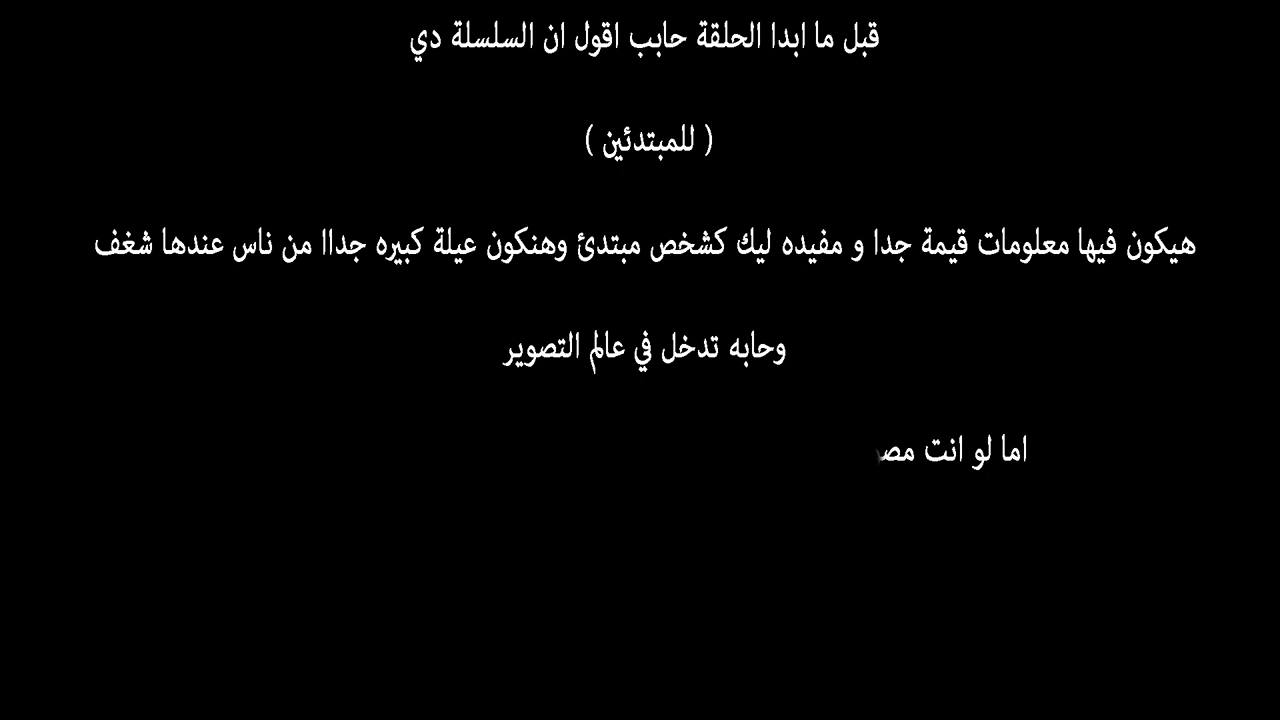 قبل ما ابدا الحلقة حابب اقول ان السلسلة دي
( للمبتدئين )
هيكون فيها معلومات قيمة جدا و مفيده ليك كشخص مبتدئ وهنكون عيلة كبيره جداا من ناس عندها شغف
وحابه تدخل في عالم التصوير
اما لو انت